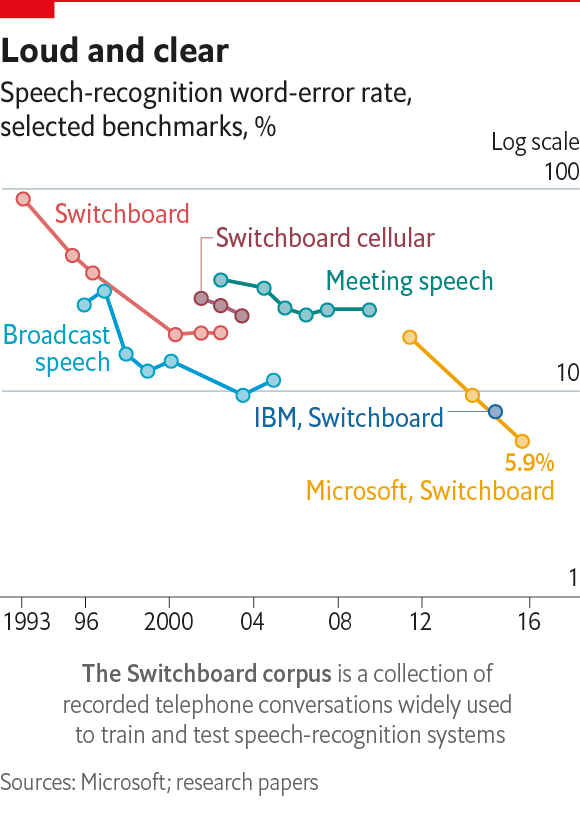 Loud and clear
Speech-recognition word-error rate,
selected benchmarks, %
Log scale
100
Switchboard
Switchboard cellular
Meeting speech
Broadcast
speech
10
IBM, Switchboard
5.9%
Microsoft, Switchboard
1
1993 96 2000 04 08 12 16
The Switchboard corpus is a collection of
recorded telephone conversations widely used
to train and test speech-recognition systems
Sources: Microsoft; research papers